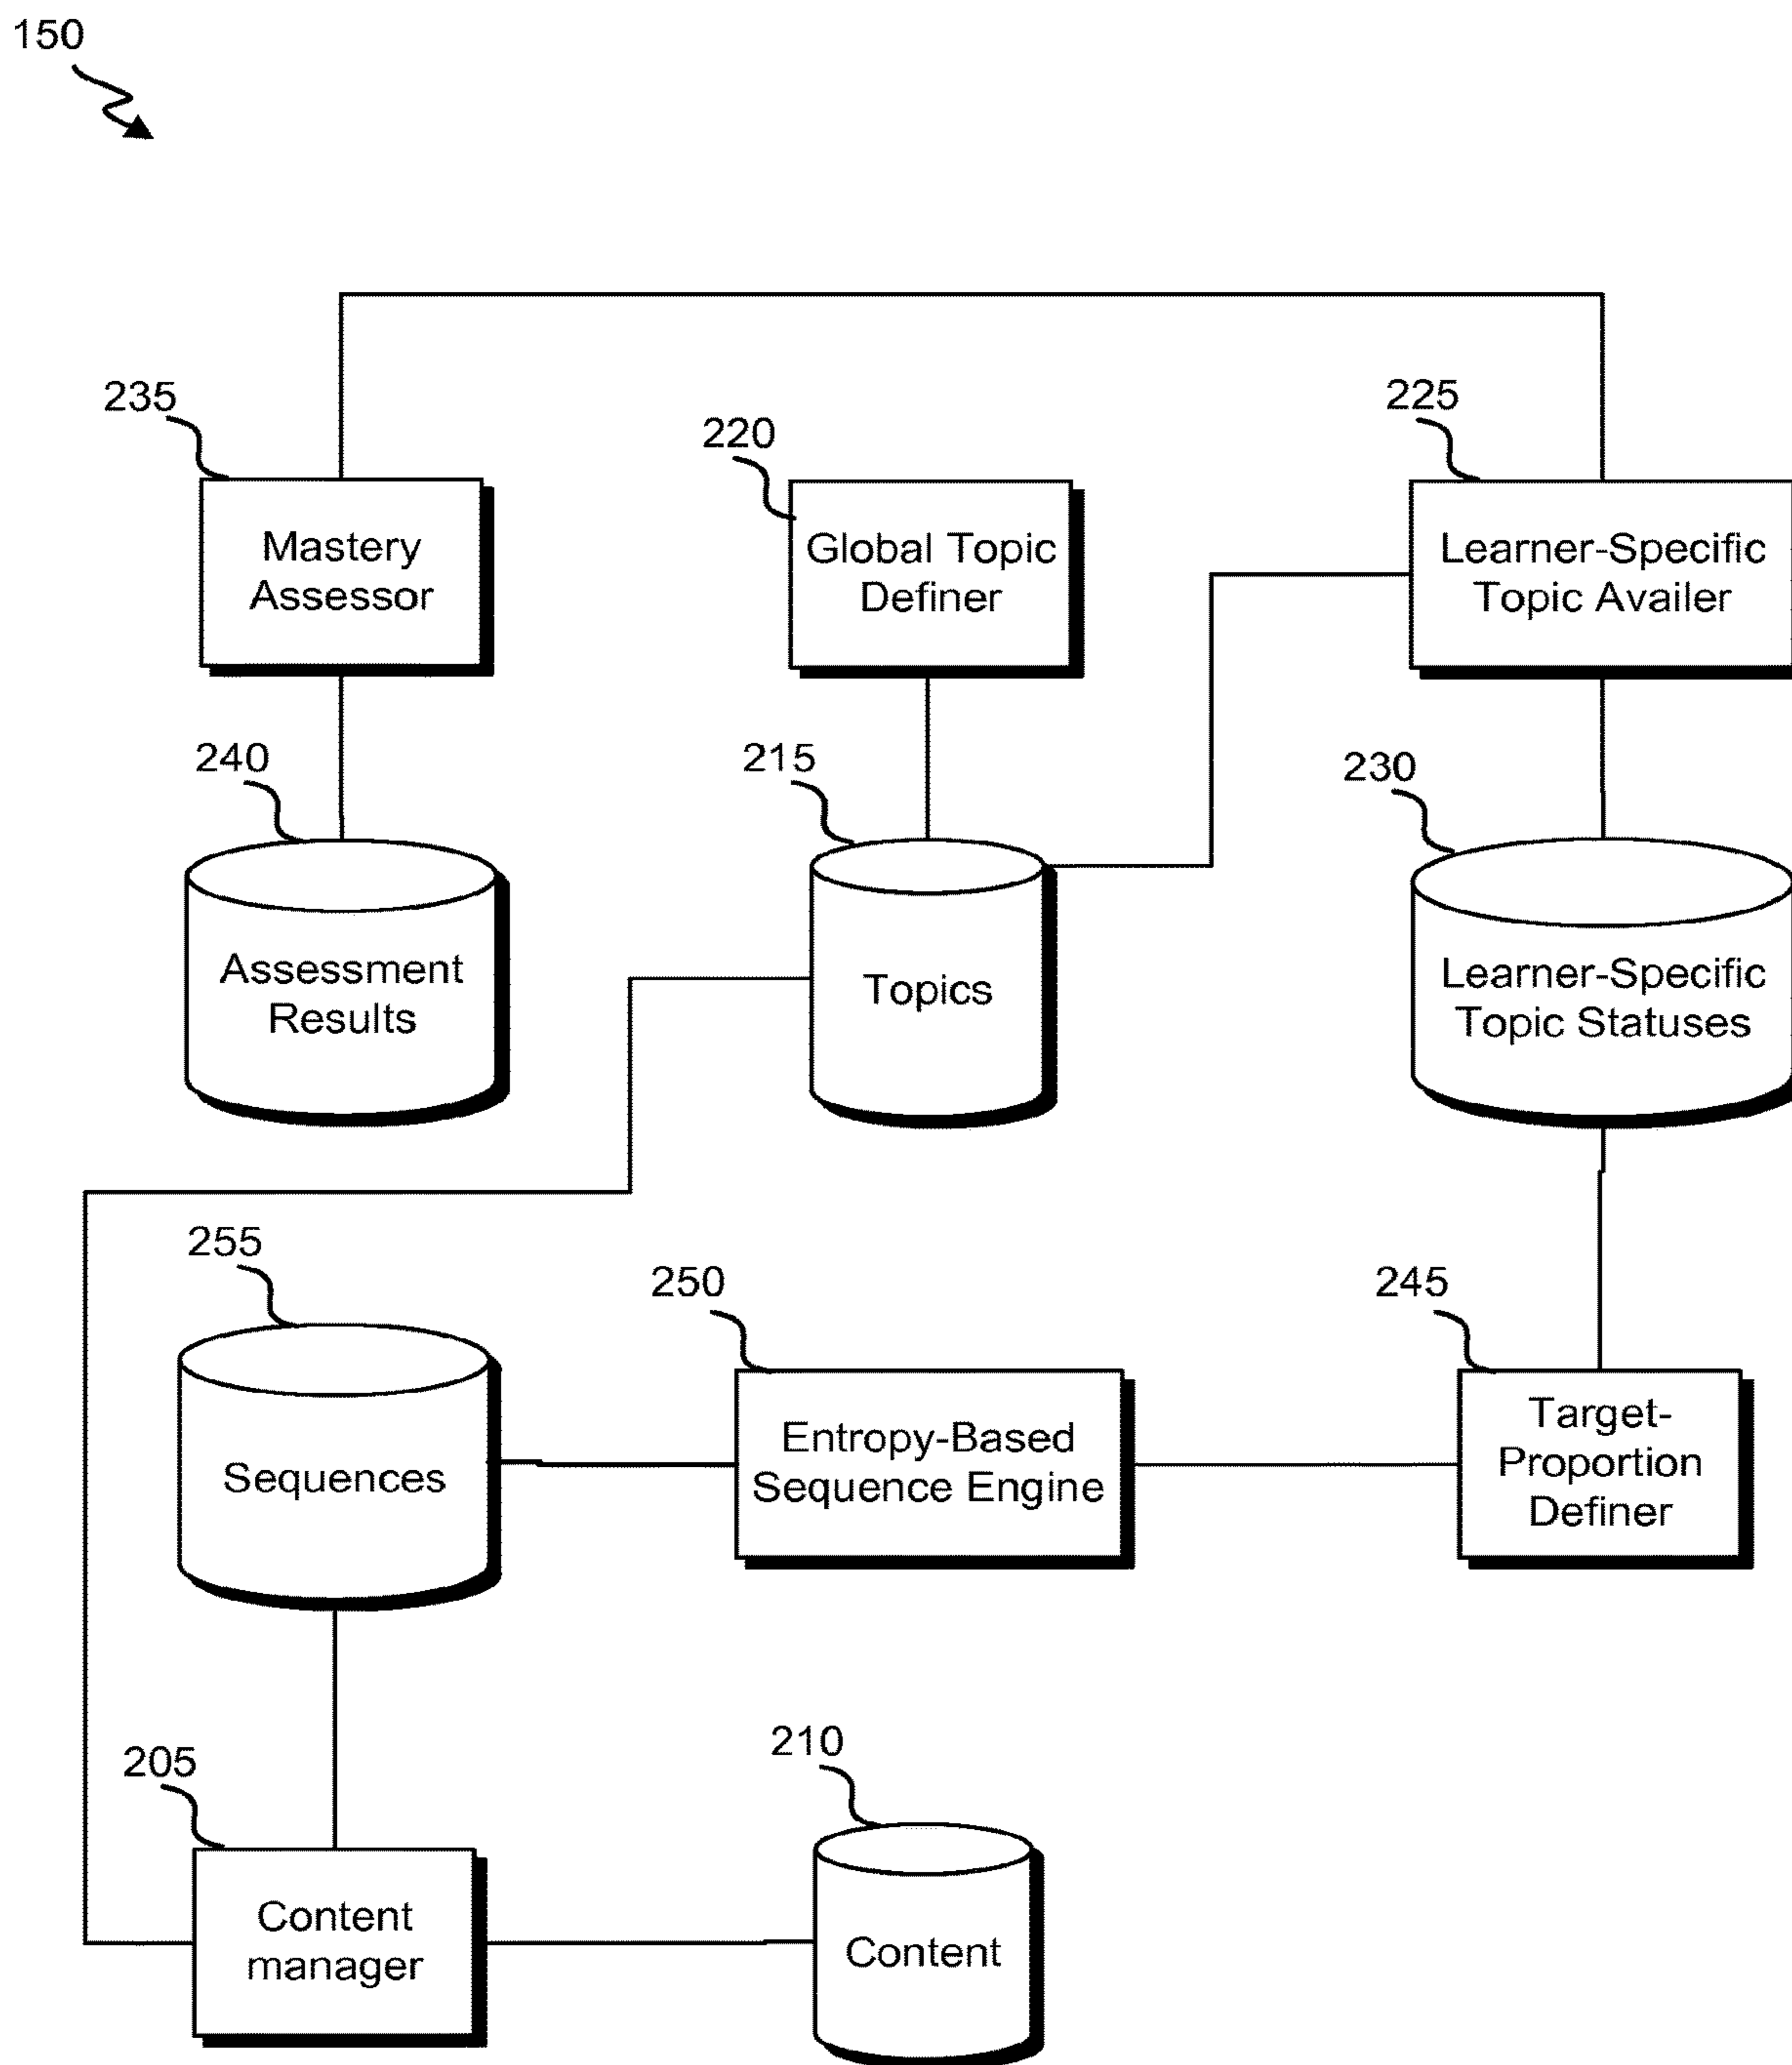 150
235
Mastery
Assessor
220
Global Topic
Definer
225
Learner-Specific
Topic Availer
240
Assessment
Results
215
Topics
230
Learner-Specific
Topic Statuses
255
Sequences
250
Entropy-Based
Sequence Engine
245
Target-
Proportion
Definer
205
Content
manager
210
Content